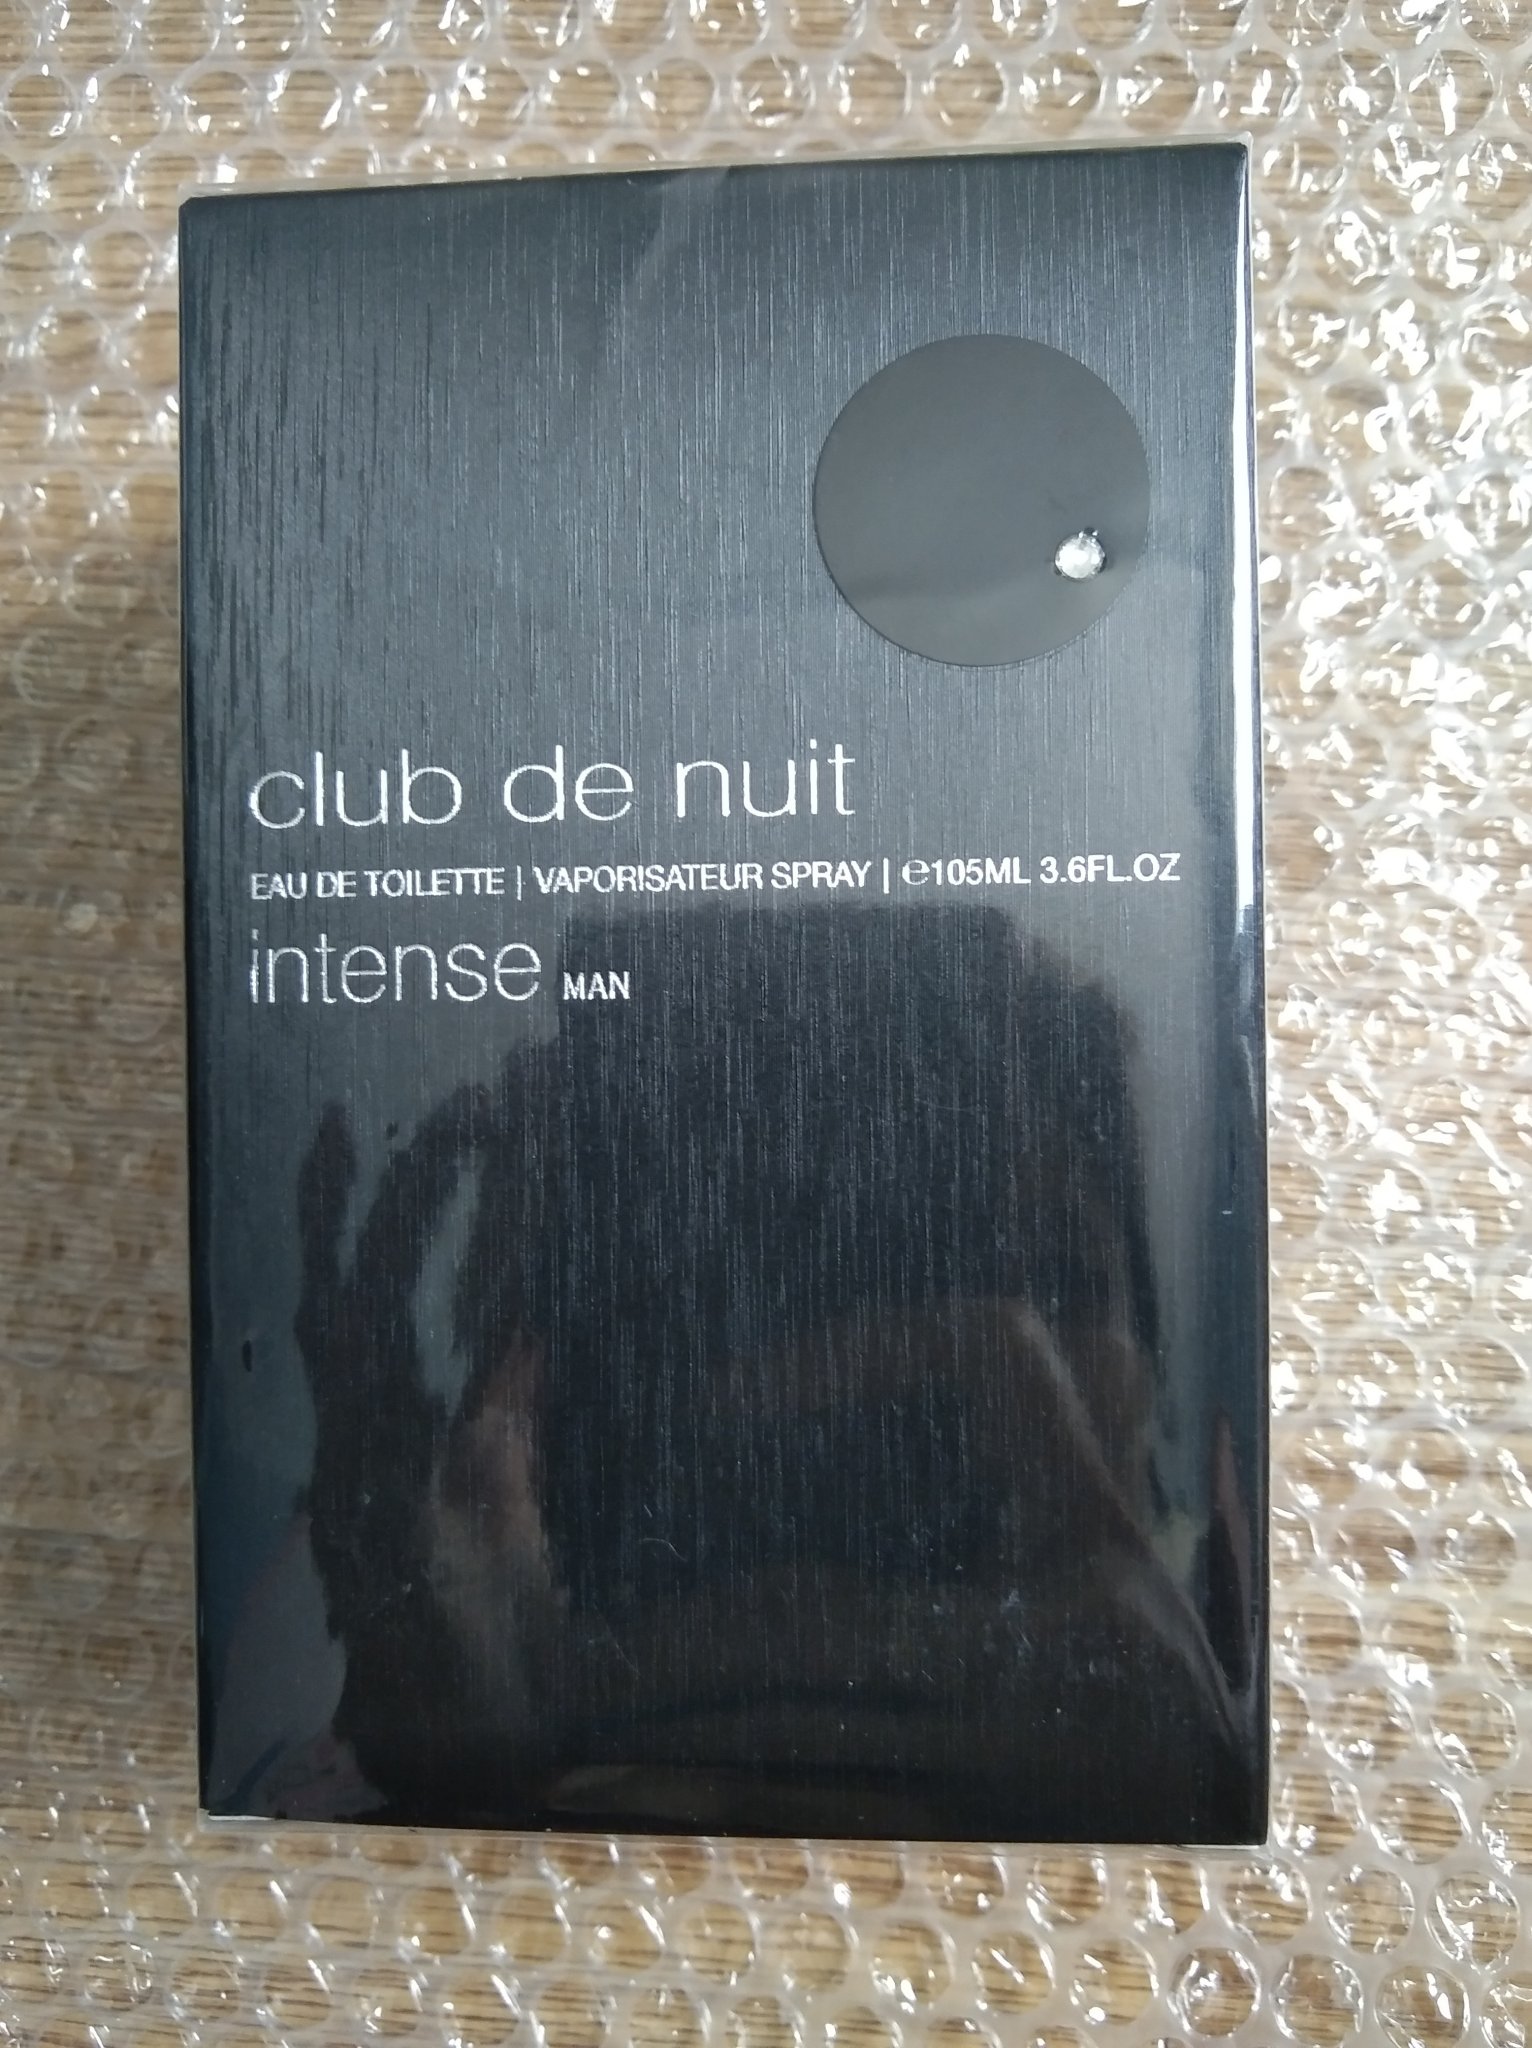 club de nuit
EAU DE TOILETTE | VAPORISATEUR SPRAY | ℮105ML 3.6FL.OZ
intense MAN